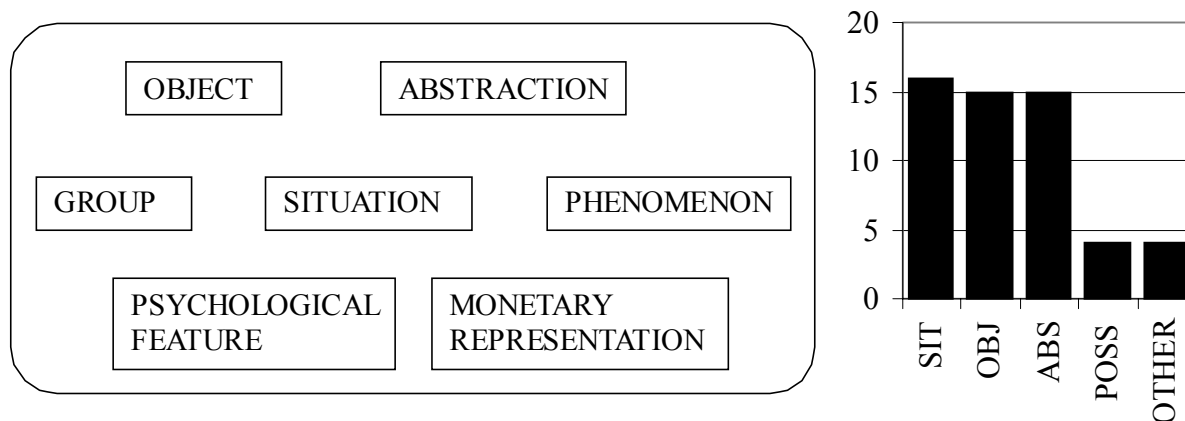 OBJECT
ABSTRACTION
GROUP
SITUATION
PHENOMENON
PSYCHOLOGICAL
FEATURE
MONETARY
REPRESENTATION
20
15
10
5
0
SIT
OBJ
ABS
POSS
OTHER